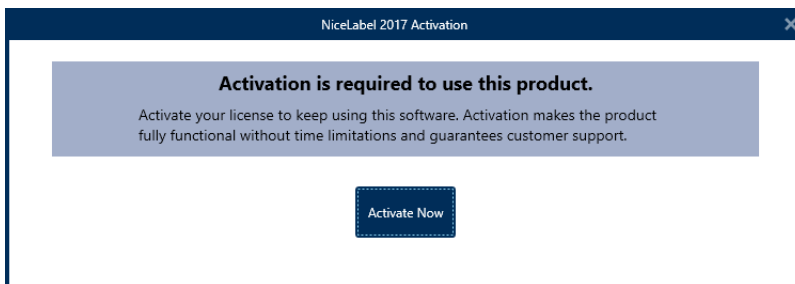 NiceLabel 2017 Activation
Activation is required to use this product.
Activate your license to keep using this software. Activation makes the product
fully functional without time limitations and guarantees customer support.
Activate Now